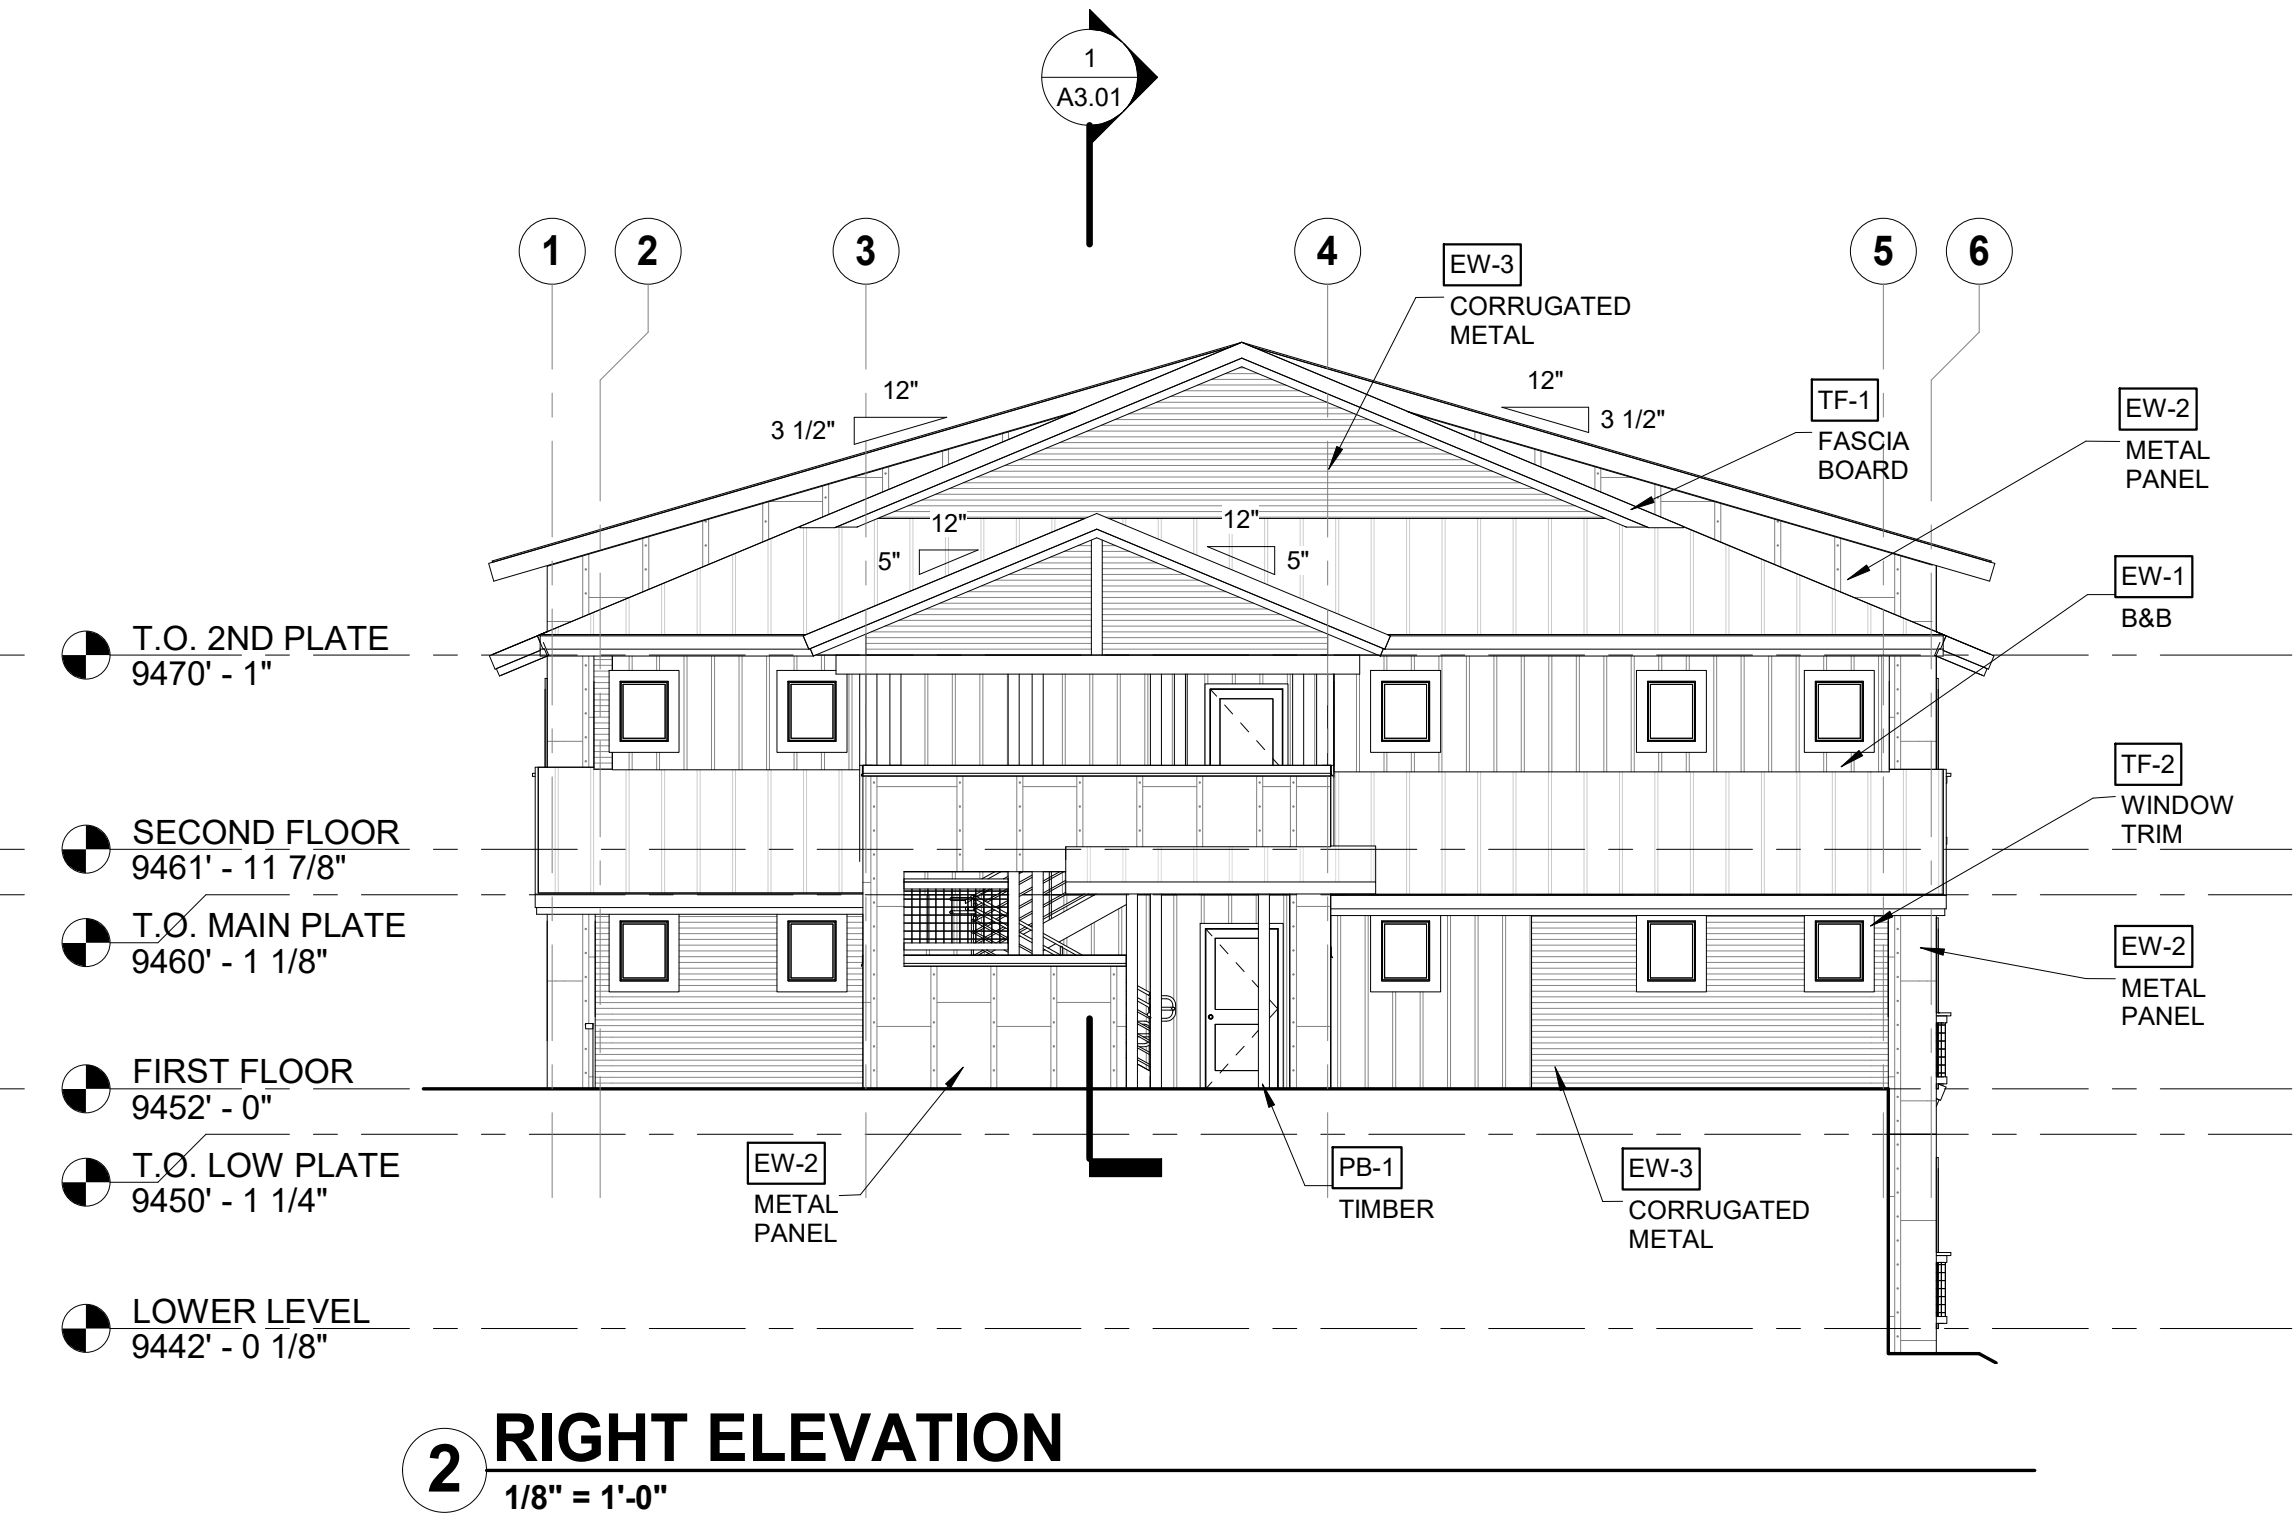 1
A3.01
1
2
3
4
5
6
EW-3
CORRUGATED
METAL
12"
3 1/2"
12"
3 1/2"
TF-1
FASCIA
BOARD
EW-2
METAL
PANEL
12"
5"
12"
5"
EW-1
B&B
T.O. 2ND PLATE
9470' - 1"
TF-2
WINDOW
TRIM
SECOND FLOOR
9461' - 11 7/8"
T.O. MAIN PLATE
9460' - 1 1/8"
EW-2
METAL
PANEL
FIRST FLOOR
9452' - 0"
T.O. LOW PLATE
9450' - 1 1/4"
EW-2
METAL
PANEL
PB-1
TIMBER
EW-3
CORRUGATED
METAL
LOWER LEVEL
9442' - 0 1/8"
2
RIGHT ELEVATION
1/8" = 1'-0"